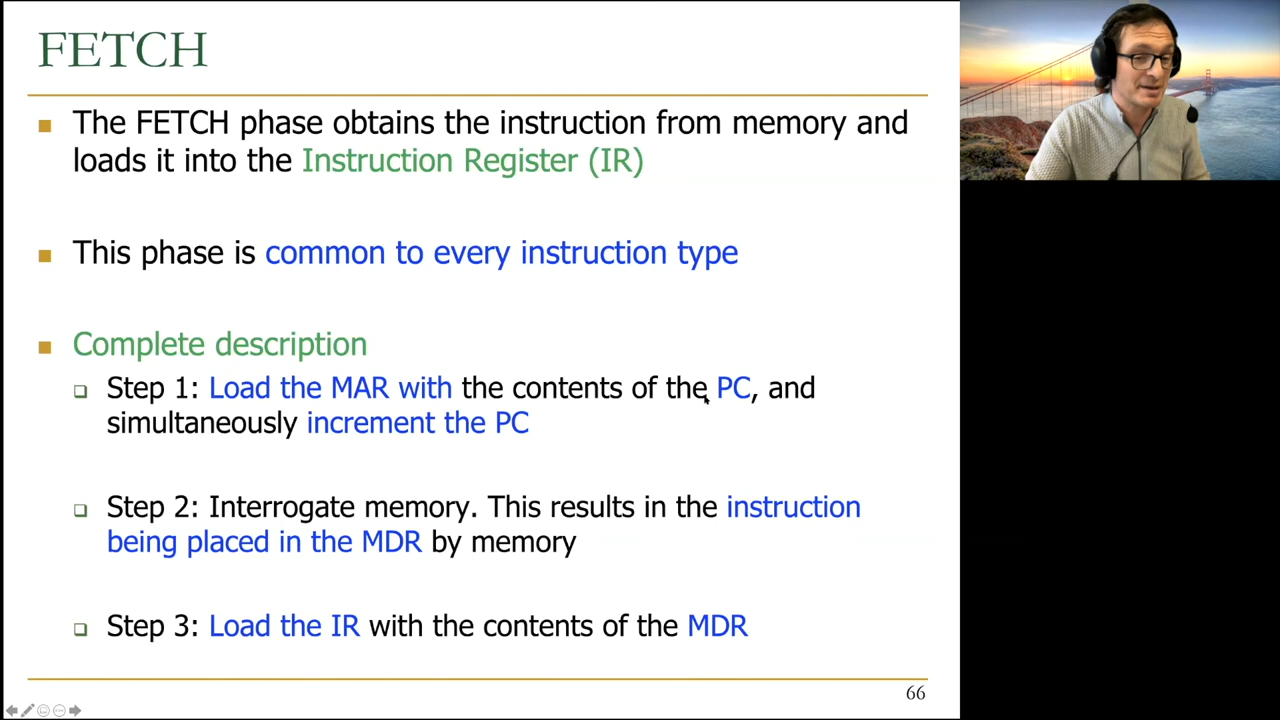 FETCH
The FETCH phase obtains the instruction from memory and
loads it into the Instruction Register (IR)
This phase is common to every instruction type
Complete description
Step 1: Load the MAR with the contents of the PC, and
simultaneously increment the PC
Step 2: Interrogate memory. This results in the instruction
being placed in the MDR by memory
Step 3: Load the IR with the contents of the MDR
66